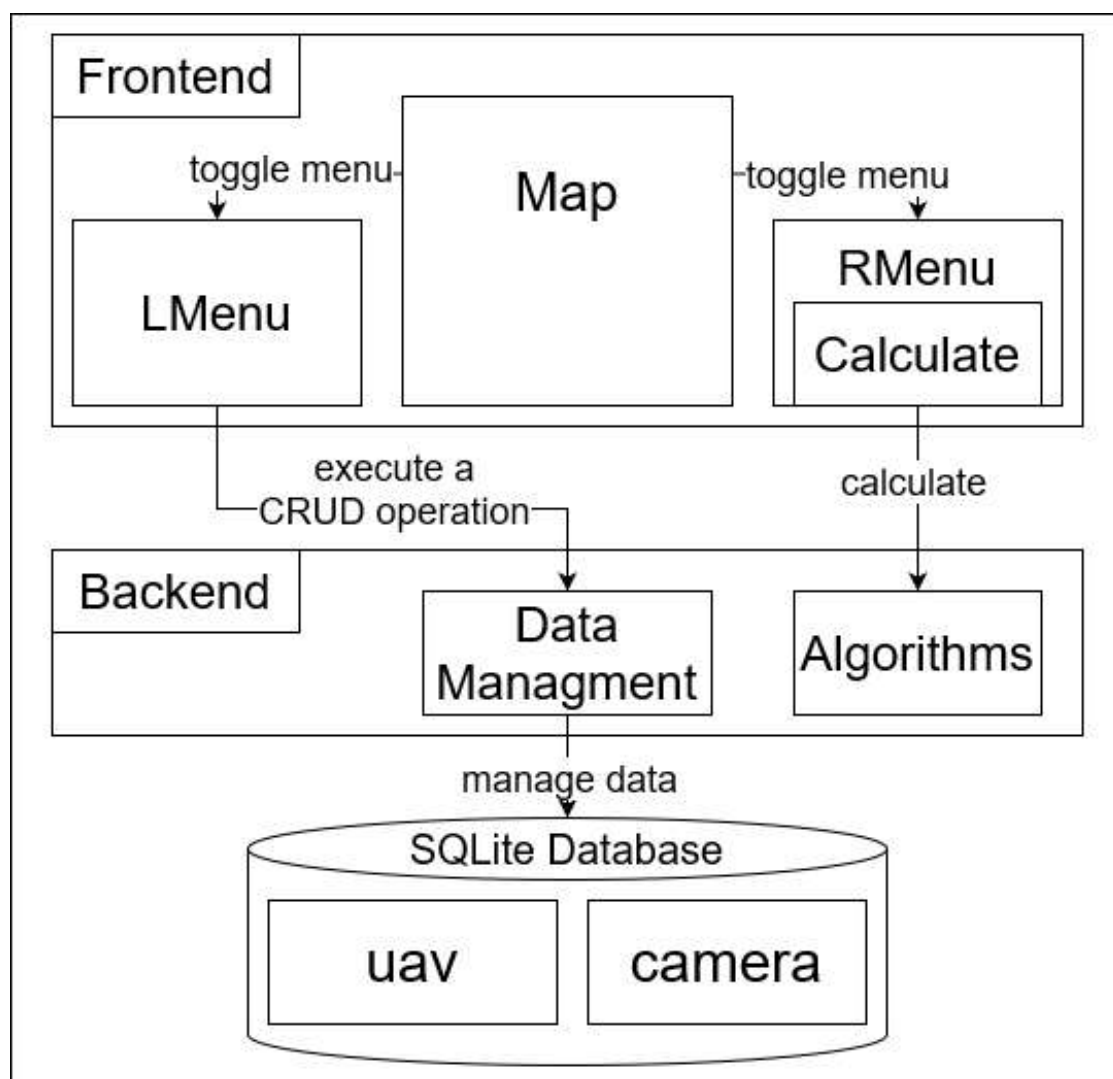 Frontend
toggle menu
Map
toggle menu
LMenu
RMenu
Calculate
execute a
CRUD operation
calculate
Backend
Data
Managment
Algorithms
manage data
SQLite Database
uav
camera